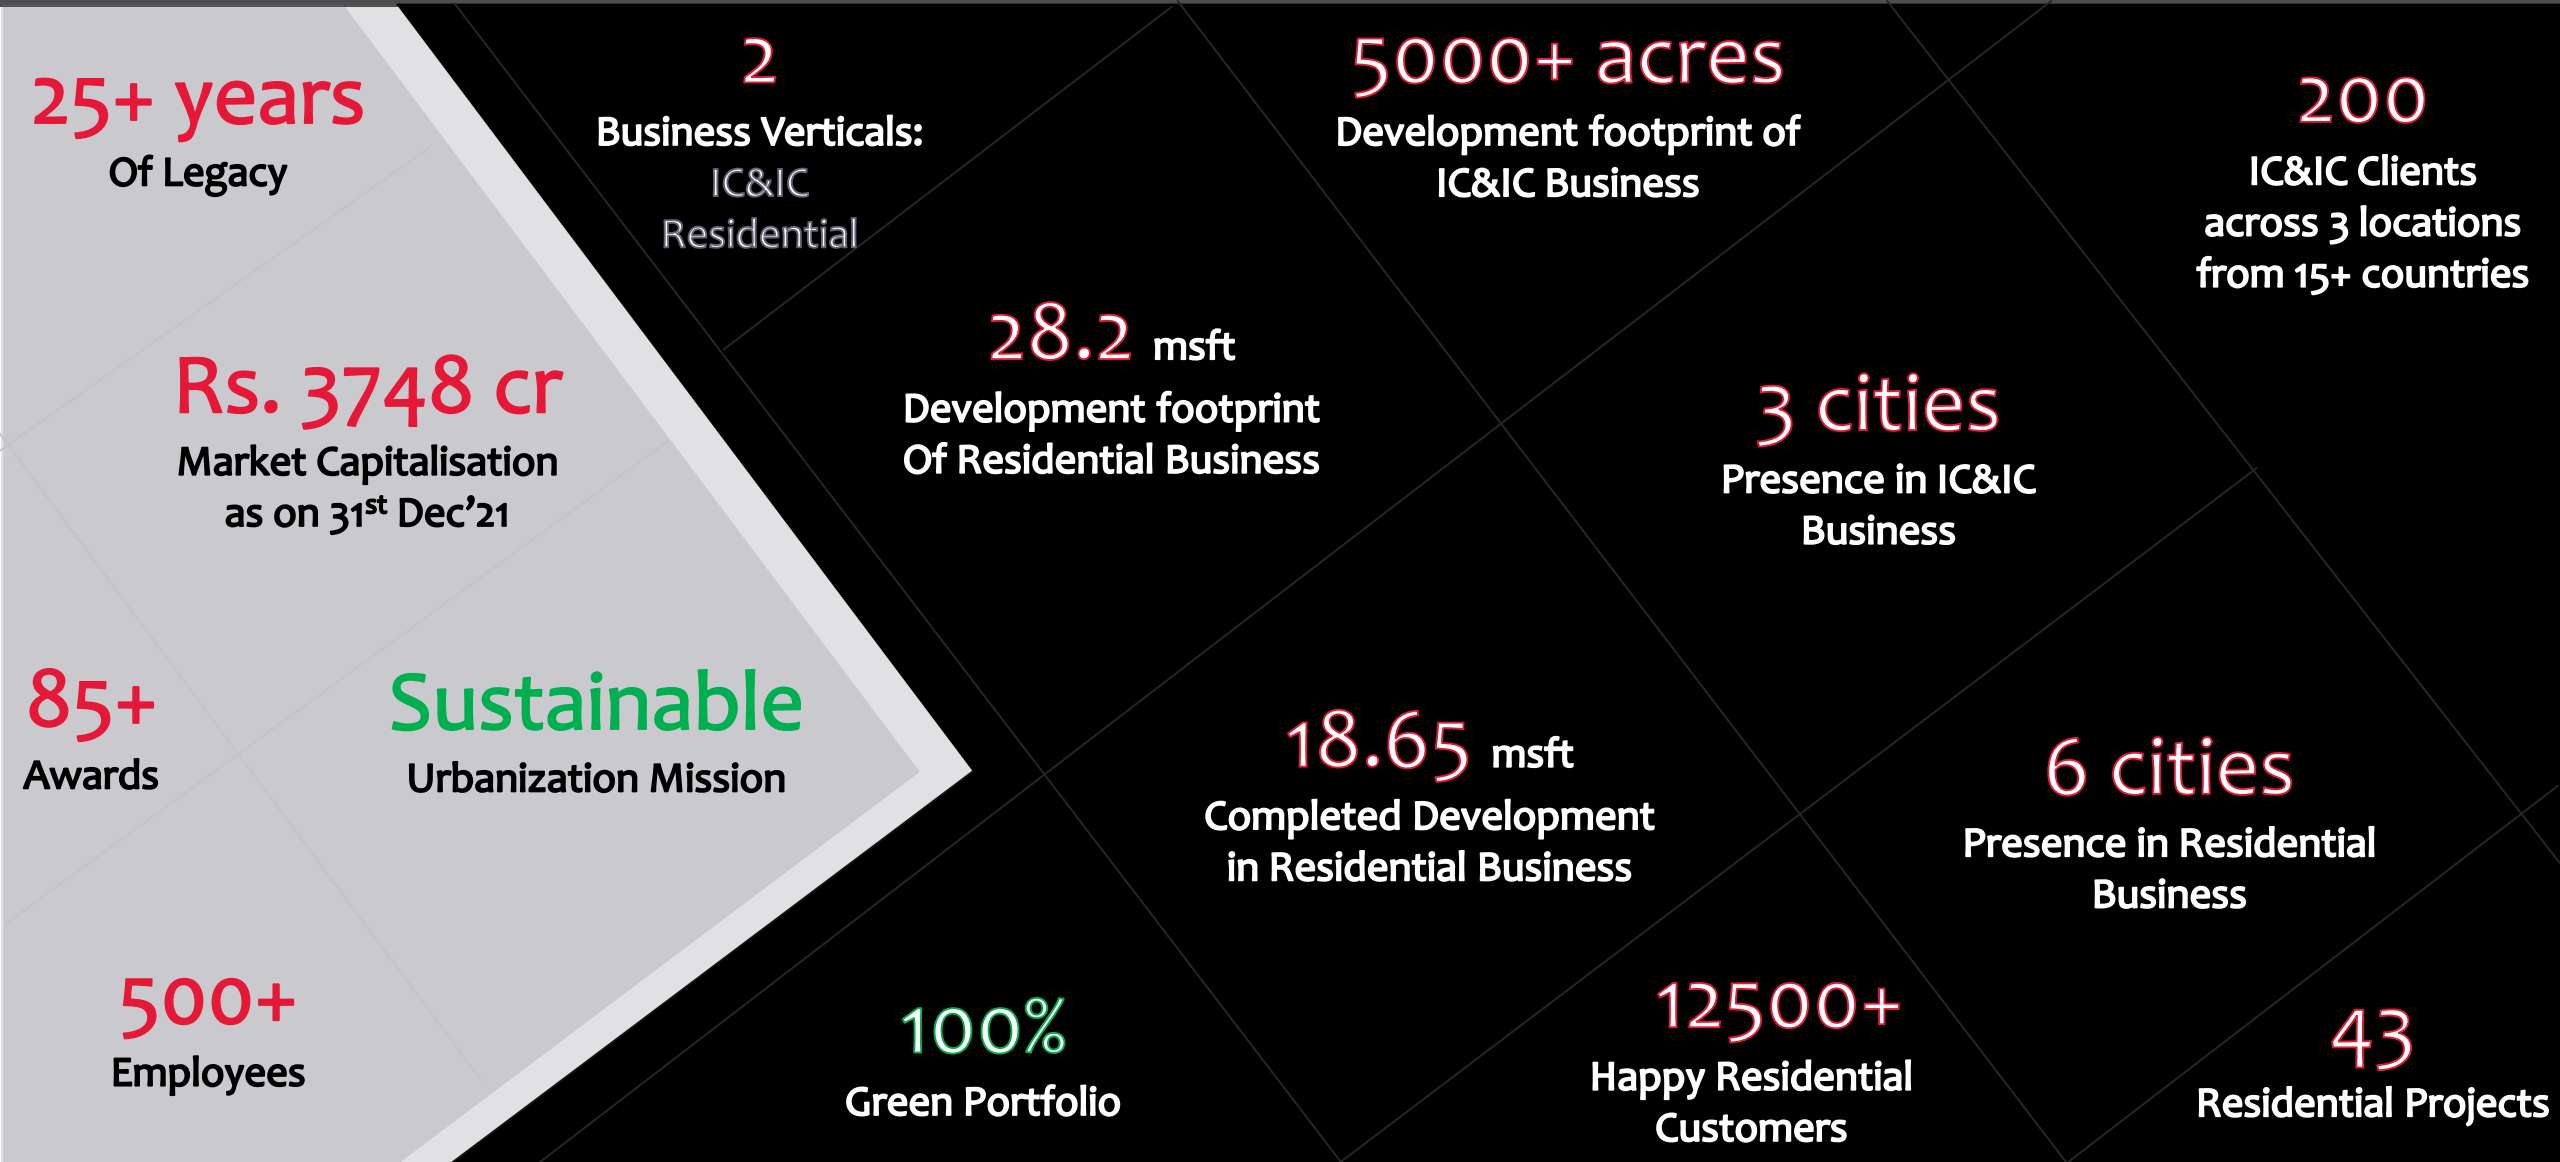 25+ years
Of Legacy
Rs. 3748 cr
Market Capitalisation
as on 31st Dec’21
85+
Awards
Sustainable
Urbanization Mission
500+
Employees
2
Business Verticals:
IC&IC
Residential
5000+ acres
Development footprint of
IC&IC Business
200
IC&IC Clients
across 3 locations
from 15+ countries
28.2 msft
Development footprint
Of Residential Business
3 cities
Presence in IC&IC
Business
18.65 msft
Completed Development
in Residential Business
6 cities
Presence in Residential
Business
100%
Green Portfolio
12500+
Happy Residential
Customers
43
Residential Projects